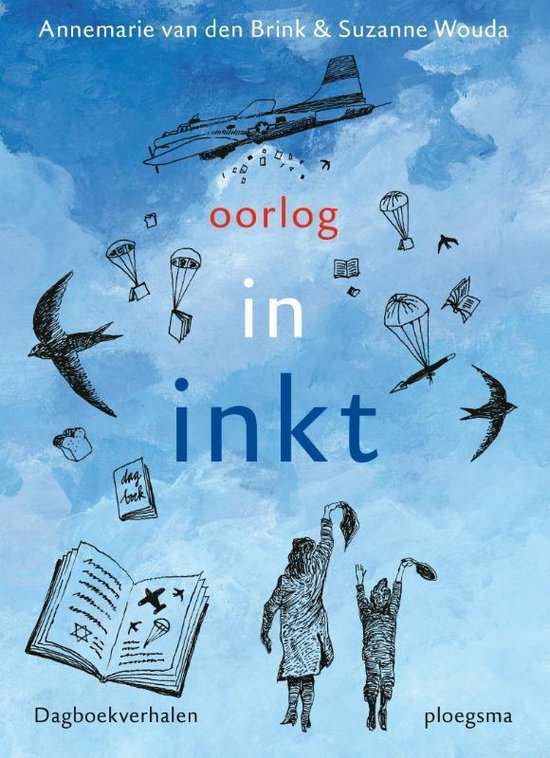 Annemarie van den Brink & Suzanne Wouda
oorlog
in
inkt
dag
boek
Dagboekverhalen
ploegsma